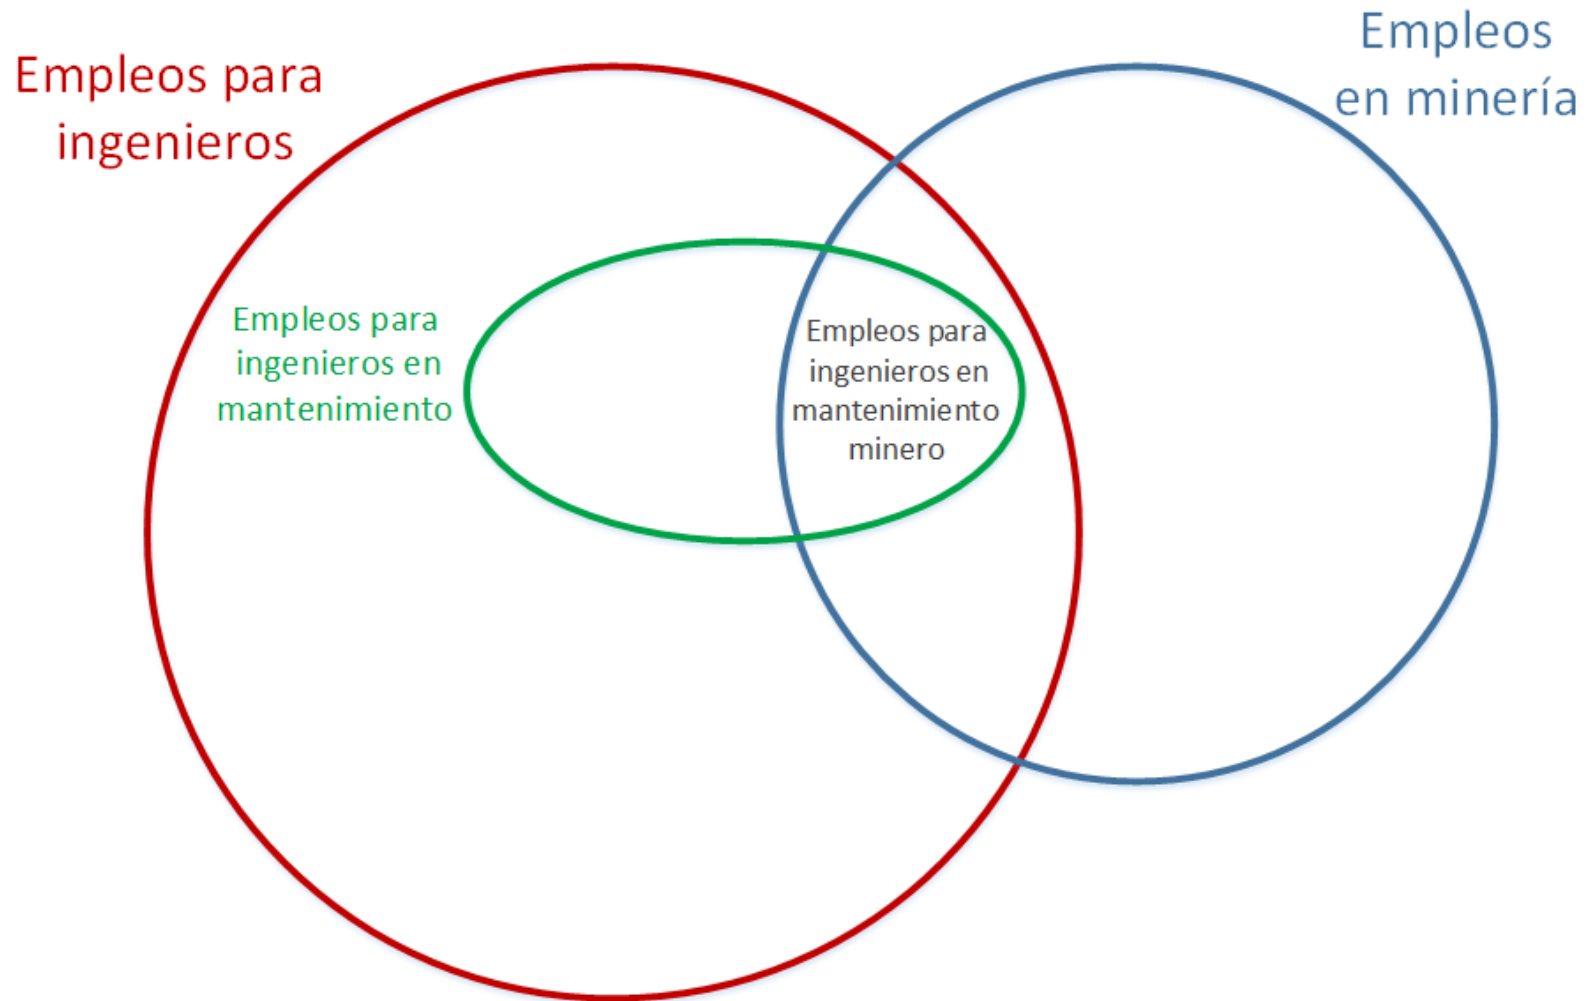 Empleos para
ingenieros
Empleos
en minería
Empleos para
ingenieros en
mantenimiento
Empleos para
ingenieros en
mantenimiento
minero